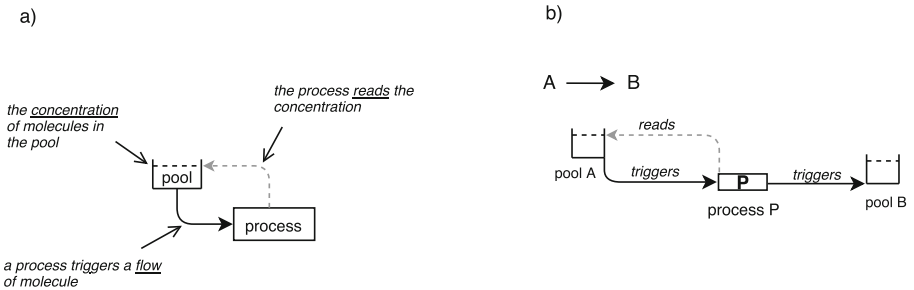 a)
the concentration
of molecules in
the pool
the process reads the
concentration
pool
process
a process triggers a flow
of molecule
b)
A B
reads
pool A
triggers
P
triggers
process P
pool B